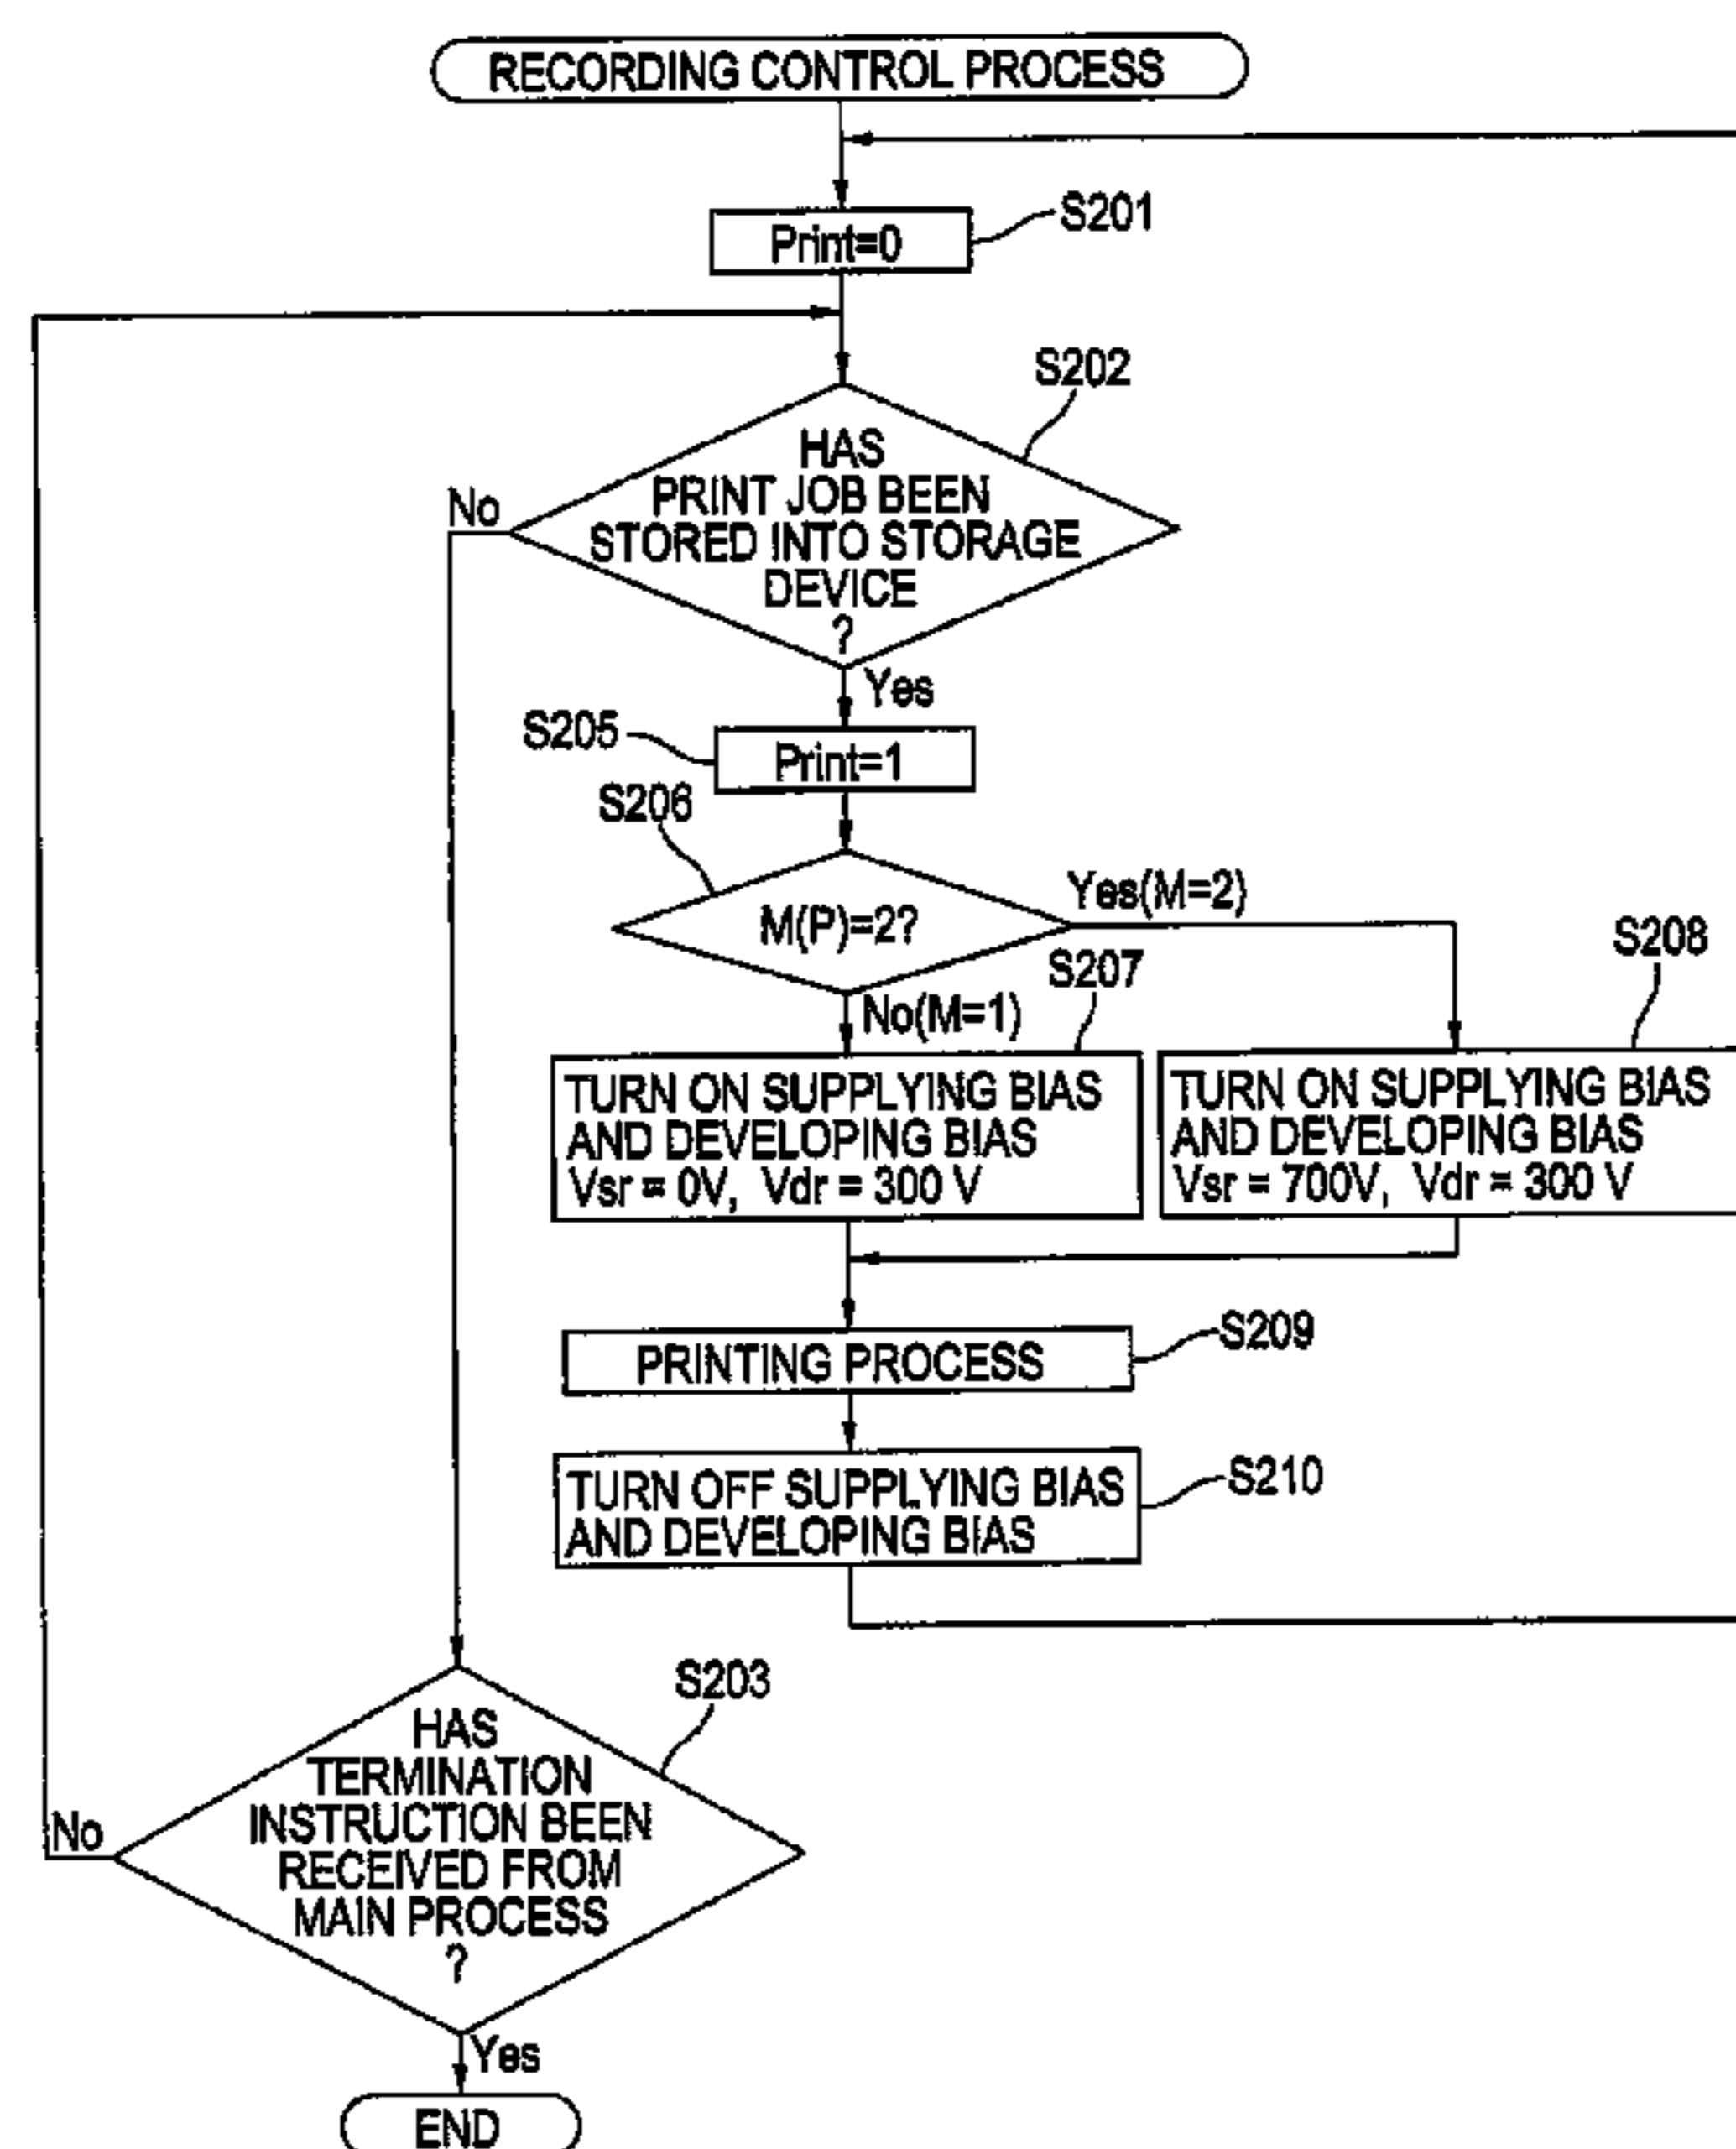 RECORDING CONTROL PROCESS
S201
Print=0
S202
HAS
PRINT JOB BEEN
STORED INTO STORAGE
DEVICE
?
No
Yes
S205
Print=1
S206
M(P)=2?
Yes(M=2)
S208
S207
No(M=1)
TURN ON SUPPLYING BIAS
AND DEVELOPING BIAS
Vsr = 0V, Vdr = 300 V
TURN ON SUPPLYING BIAS
AND DEVELOPING BIAS
Vsr = 700V, Vdr = 300 V
S209
PRINTING PROCESS
S210
TURN OFF SUPPLYING BIAS
AND DEVELOPING BIAS
S203
HAS
TERMINATION
INSTRUCTION BEEN
RECEIVED FROM
MAIN PROCESS
?
No
Yes
END